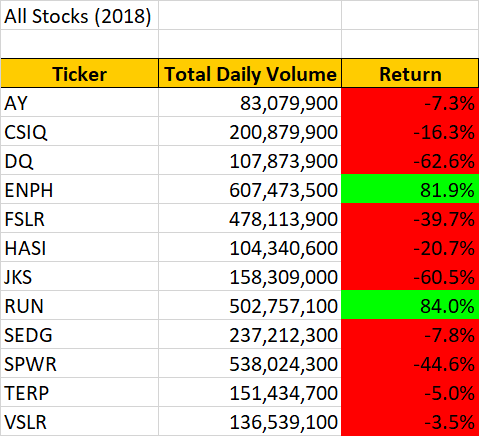 All Stocks (2018)
Ticker Total Daily Volume Return
AY 83,079,900 -7.3%
CSIQ 200,879,900 -16.3%
DQ 107,873,900 -62.6%
ENPH 607,473,500 81.9%
FSLR 478,113,900 -39.7%
HASI 104,340,600 -20.7%
JKS 158,309,000 -60.5%
RUN 502,757,100 84.0%
SEDG 237,212,300 -7.8%
SPWR 538,024,300 -44.6%
TERP 151,434,700 -5.0%
VSLR 136,539,100 -3.5%